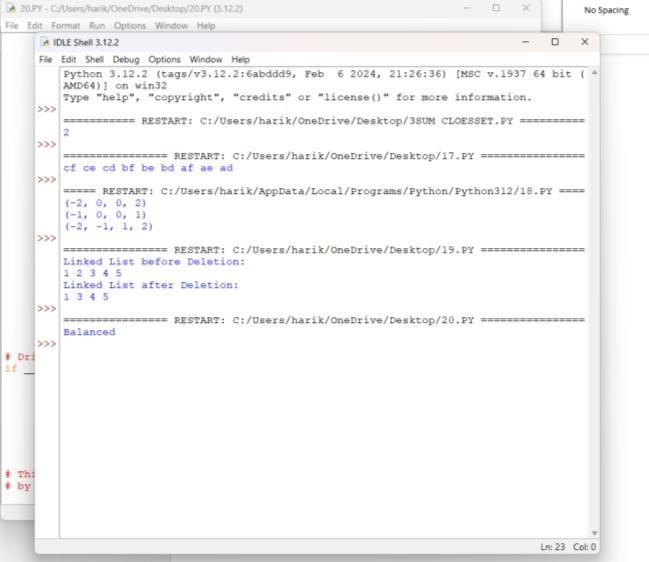 20.PY - C:/Users/harik/OneDrive/Desktop/20.PY (3.12.2)
File Edit Format Run Options Window Help
No Spacing
IDLE Shell 3.12.2
File Edit Shell Debug Options Window Help
Python 3.12.2 (tags/v3.12.2:6abddd9, Feb  6 2024, 21:26:36) [MSC v.1937 64 bit (
AMD64)] on win32
Type "help", "copyright", "credits" or "license()" for more information.
>>>
=========== RESTART: C:/Users/harik/OneDrive/Desktop/3SUM CLOESSET.PY ==========
2
>>>
================ RESTART: C:/Users/harik/OneDrive/Desktop/17.PY ================
cf ce cd bf be bd af ae ad
>>>
===== RESTART: C:/Users/harik/AppData/Local/Programs/Python/Python312/18.PY ====
(-2, 0, 0, 2)
(-1, 0, 0, 1)
(-2, -1, 1, 2)
>>>
================ RESTART: C:/Users/harik/OneDrive/Desktop/19.PY ================
Linked List before Deletion:
1 2 3 4 5
Linked List after Deletion:
1 3 4 5
>>>
================ RESTART: C:/Users/harik/OneDrive/Desktop/20.PY ================
Balanced
>>>
# Dri
if __
# Thi
# by
Ln: 23 Col: 0